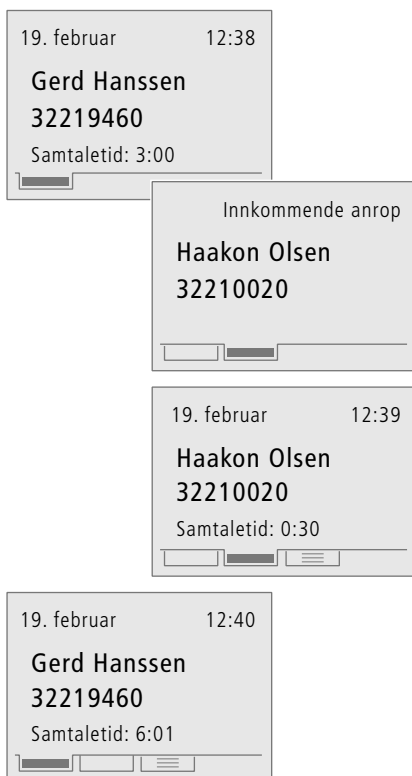 19. februar 12:38
Gerd Hanssen
32219460
Samtaletid: 3:00
Innkommende anrop
Haakon Olsen
32210020
19. februar 12:39
Haakon Olsen
32210020
Samtaletid: 0:30
19. februar 12:40
Gerd Hanssen
32219460
Samtaletid: 6:01